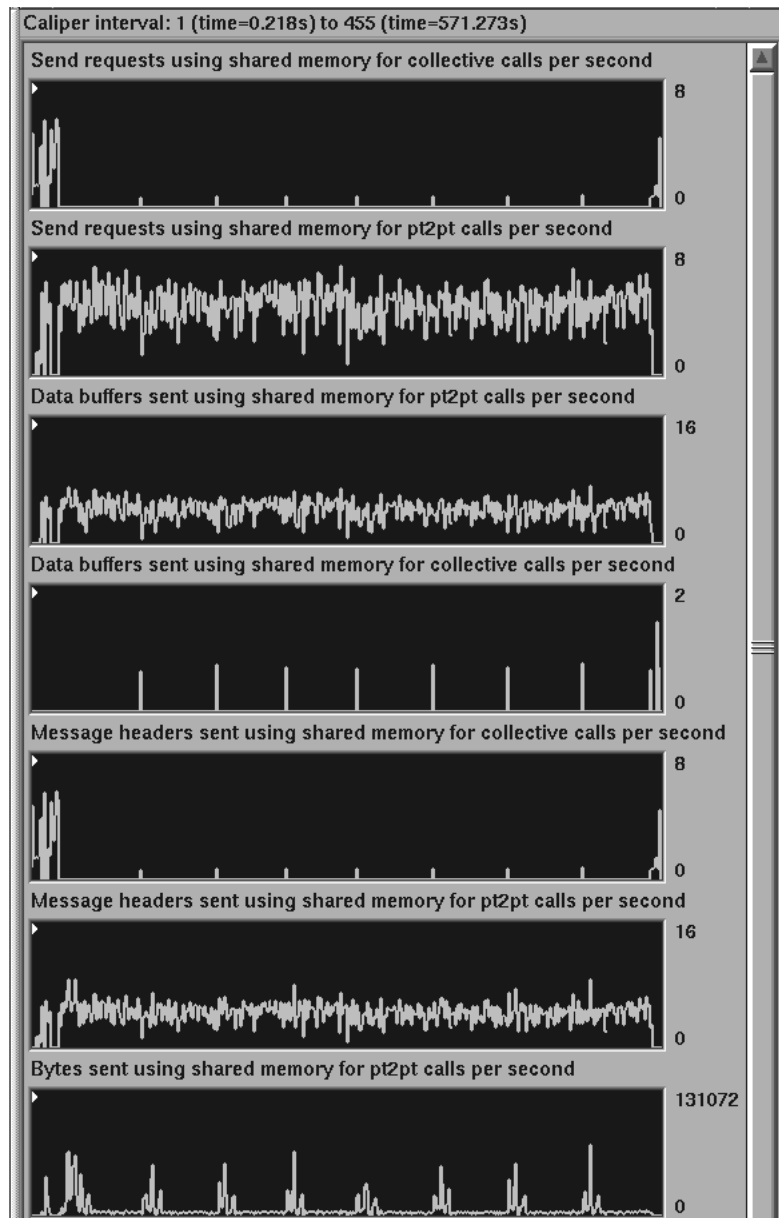 Caliper interval: 1 (time=0.218s) to 455 (time=571.273s)
Send requests using shared memory for collective calls per second
8
0
Send requests using shared memory for pt2pt calls per second
8
0
Data buffers sent using shared memory for pt2pt calls per second
16
0
Data buffers sent using shared memory for collective calls per second
2
0
Message headers sent using shared memory for collective calls per second
8
0
Message headers sent using shared memory for pt2pt calls per second
16
0
Bytes sent using shared memory for pt2pt calls per second
131072
0